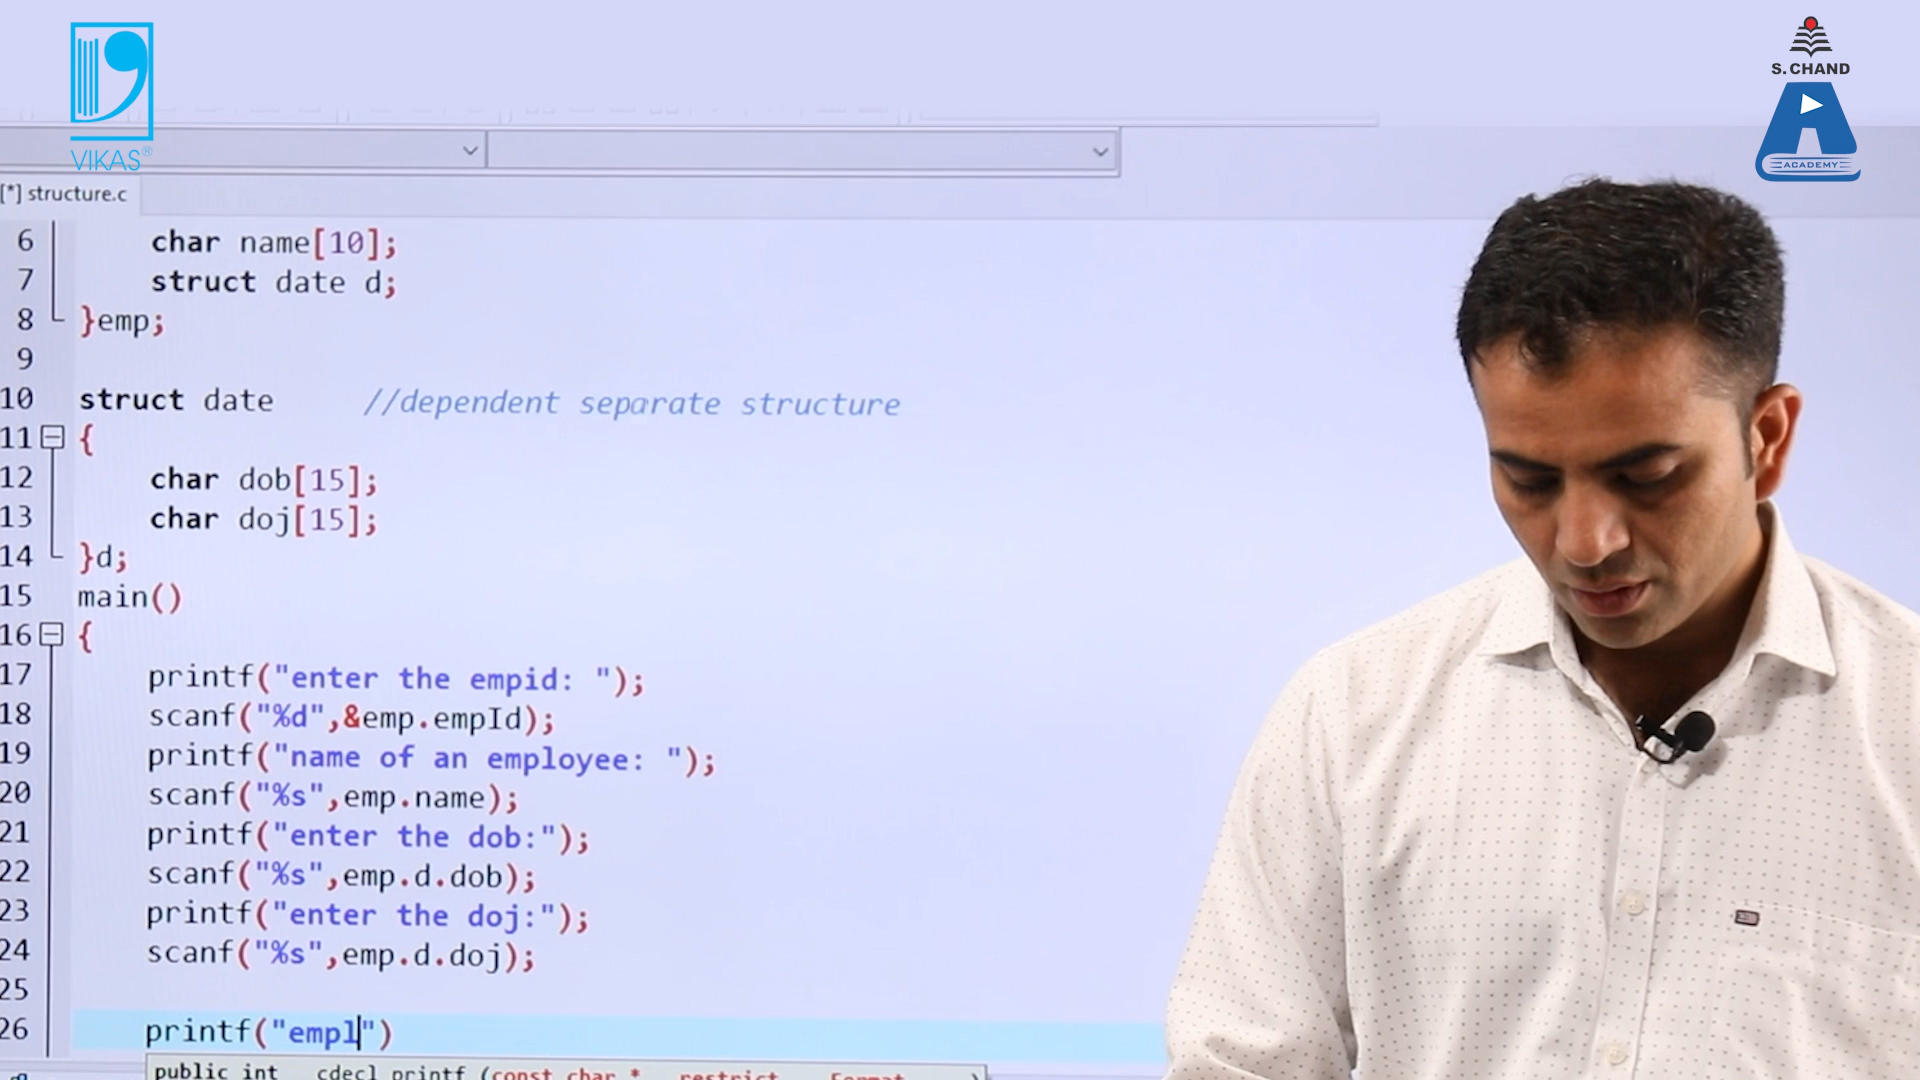 VIKAS®
S. CHAND
ACADEMY
[*] structure.c
6 char name[10];
7 struct date d;
8 }emp;
9
10 struct date //dependent separate structure
11 {
12 char dob[15];
13 char doj[15];
14 }d;
15 main()
16 {
17 printf("enter the empid: ");
18 scanf("%d",&emp.empId);
19 printf("name of an employee: ");
20 scanf("%s",emp.name);
21 printf("enter the dob:");
22 scanf("%s",emp.d.dob);
23 printf("enter the doj:");
24 scanf("%s",emp.d.doj);
25
26 printf("empl")
public int cdecl printf (const char * restrict Format )